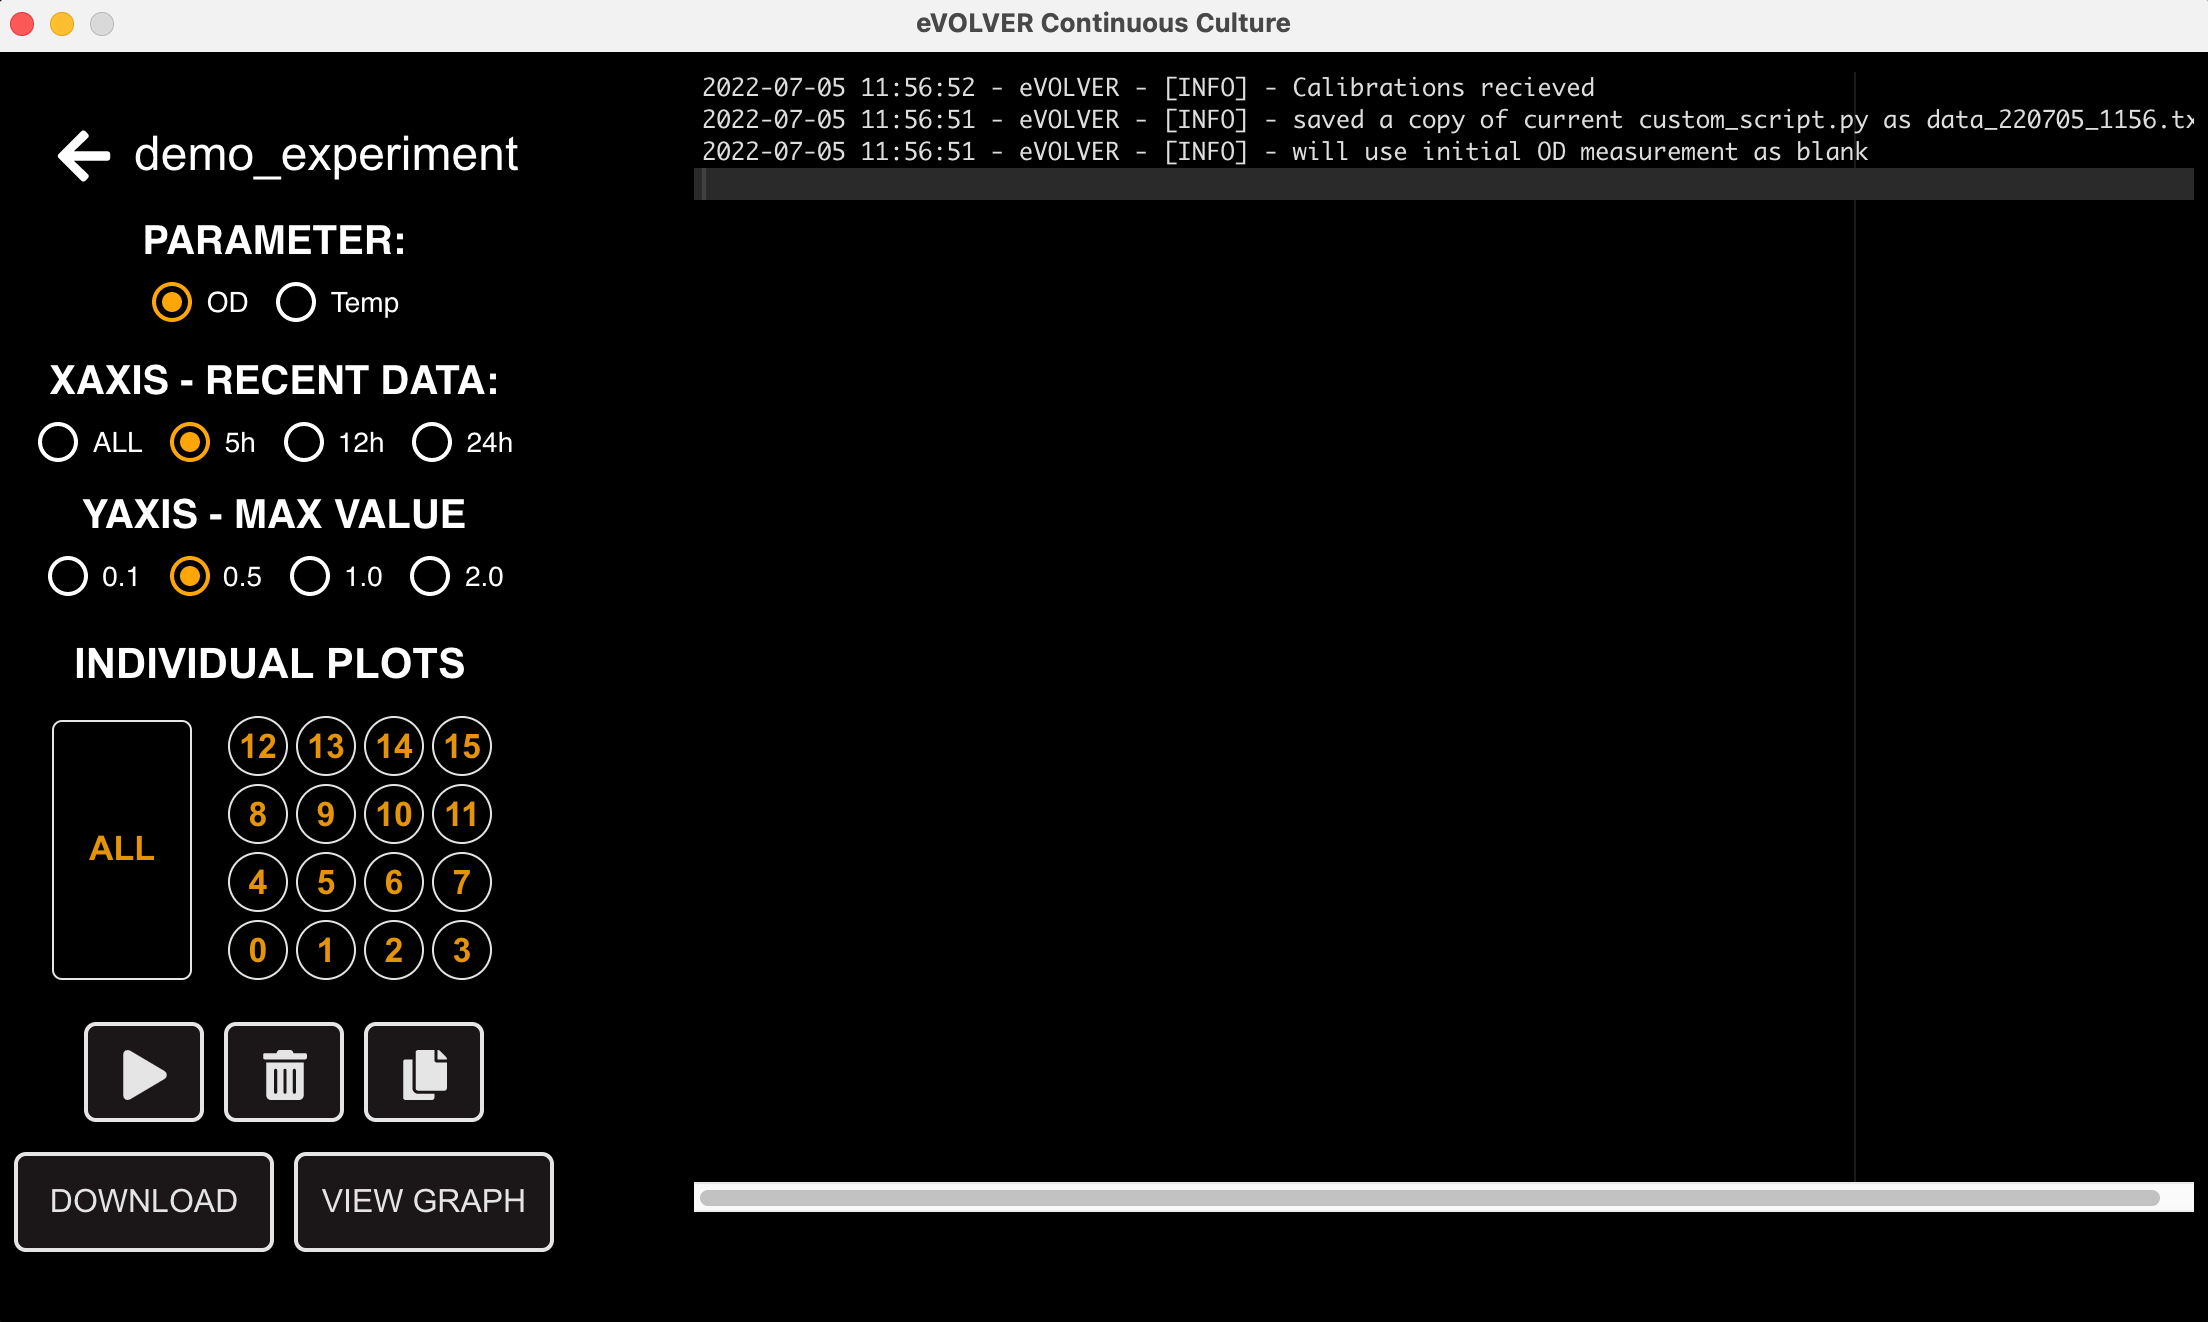 eVOLVER Continuous Culture
demo_experiment
PARAMETER:
OD Temp
XAXIS - RECENT DATA:
ALL 5h 12h 24h
YAXIS - MAX VALUE
0.1 0.5 1.0 2.0
INDIVIDUAL PLOTS
ALL
12 13 14 15
8 9 10 11
4 5 6 7
0 1 2 3
DOWNLOAD VIEW GRAPH
2022-07-05 11:56:52 - eVOLVER - [INFO] - Calibrations recieved
2022-07-05 11:56:51 - eVOLVER - [INFO] - saved a copy of current custom_script.py as data_220705_1156.tx
2022-07-05 11:56:51 - eVOLVER - [INFO] - will use initial OD measurement as blank